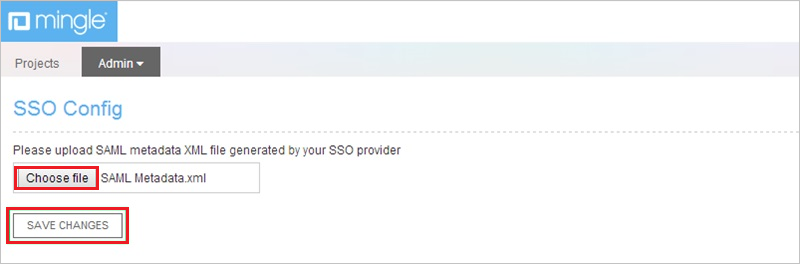 mingle
Projects Admin
SSO Config
Please upload SAML metadata XML file generated by your SSO provider
Choose file SAML Metadata.xml
SAVE CHANGES